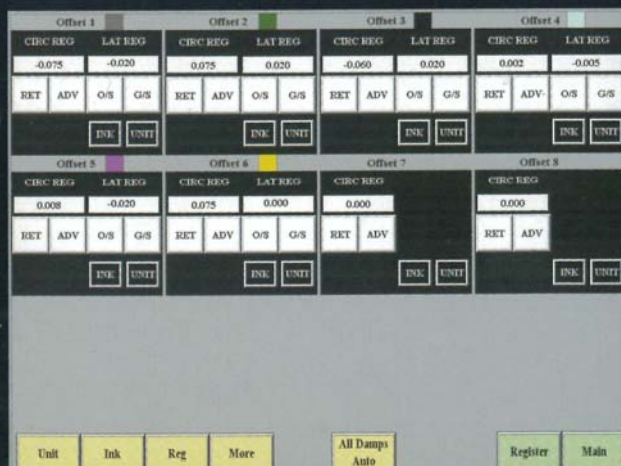 Offset 1 Offset 2 Offset 3 Offset 4
CIRC REG LAT REG CIRC REG LAT REG CIRC REG LAT REG CIRC REG LAT REG
-0.075 -0.020 0.075 0.020 -0.060 0.020 0.002 -0.005
RET ADV O/S G/S RET ADV O/S G/S RET ADV O/S G/S RET ADV O/S G/S
INK UNIT INK UNIT INK UNIT INK UNIT
Offset 5 Offset 6 Offset 7 Offset 8
CIRC REG LAT REG CIRC REG LAT REG CIRC REG CIRC REG
0.008 -0.020 0.075 0.000 0.000 0.000
RET ADV O/S G/S RET ADV O/S G/S RET ADV RET ADV
INK UNIT INK UNIT INK UNIT INK UNIT
Unit Ink Reg More All Damps Auto Register Main